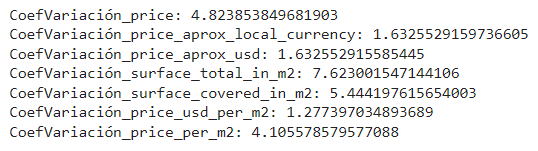 CoefVariación_price: 4.823853849681903
CoefVariación_price_aprox_local_currency: 1.6325529159736605
CoefVariación_price_aprox_usd: 1.632552915585445
CoefVariación_surface_total_in_m2: 7.623001547144106
CoefVariación_surface_covered_in_m2: 5.444197615654003
CoefVariación_price_usd_per_m2: 1.277397034893689
CoefVariación_price_per_m2: 4.105578579577088